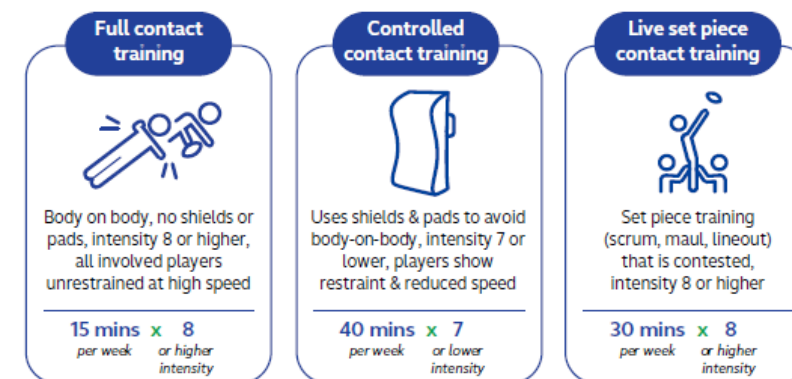 Full contact
training
Body on body, no shields or
pads, intensity 8 or higher,
all involved players
unrestrained at high speed
15 mins x 8
per week or higher
intensity
Controlled
contact training
Uses shields & pads to avoid
body-on-body, intensity 7 or
lower, players show
restraint & reduced speed
40 mins x 7
per week or lower
intensity
Live set piece
contact training
Set piece training
(scrum, maul, lineout)
that is contested,
intensity 8 or higher
30 mins x 8
per week or higher
intensity